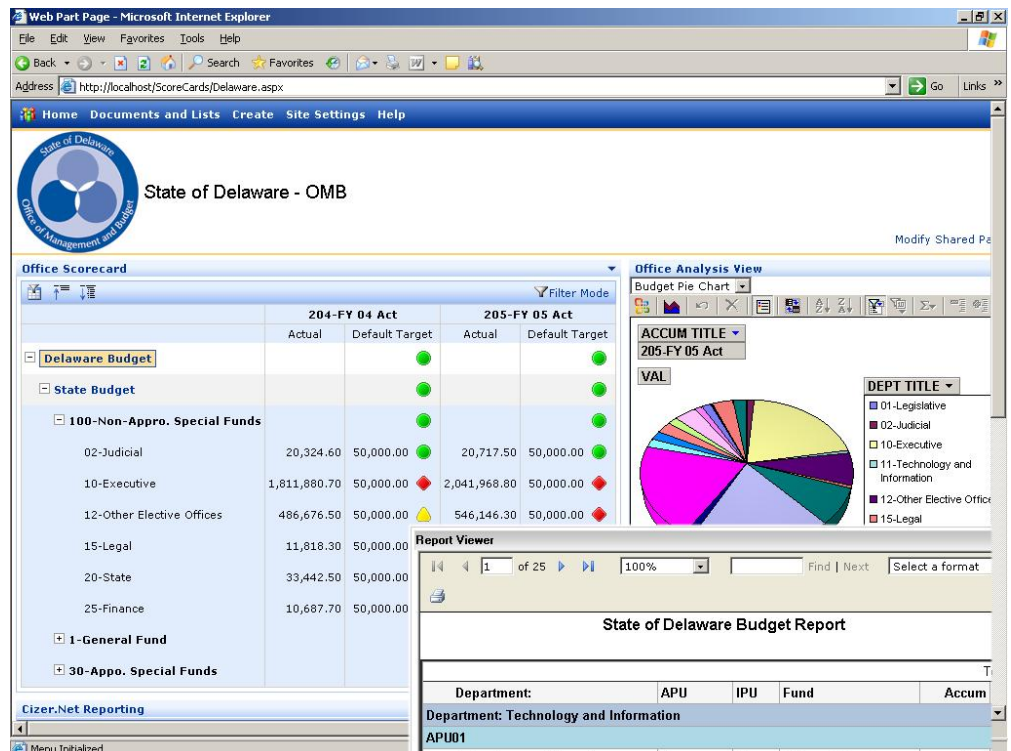 Web Part Page - Microsoft Internet Explorer
File Edit View Favorites Tools Help
Back Search Favorites
Address http://localhost/ScoreCards/Delaware.aspx Go Links »
Home Documents and Lists Create Site Settings Help
State of Delaware
Office of Management and Budget
State of Delaware - OMB
Modify Shared Pa
Office Scorecard
Filter Mode
204-FY 04 Act 205-FY 05 Act
Actual Default Target Actual Default Target
Delaware Budget
State Budget
100-Non-Appro. Special Funds
02-Judicial 20,324.60 50,000.00 20,717.50 50,000.00
10-Executive 1,811,880.70 50,000.00 2,041,968.80 50,000.00
12-Other Elective Offices 486,676.50 50,000.00 546,146.30 50,000.00
15-Legal 11,818.30 50,000.00
20-State 33,442.50 50,000.00
25-Finance 10,687.70 50,000.00
1-General Fund
30-Appo. Special Funds
Cizer.Net Reporting
Office Analysis View
Budget Pie Chart
ACCUM TITLE
205-FY 05 Act
VAL
DEPT TITLE
01-Legislative
02-Judicial
10-Executive
11-Technology and
Information
12-Other Elective Office
15-Legal
Report Viewer
1 of 25 100% Find | Next Select a format
State of Delaware Budget Report
Department: APU IPU Fund Accum
Department: Technology and Information
APU01
Menu Initialized